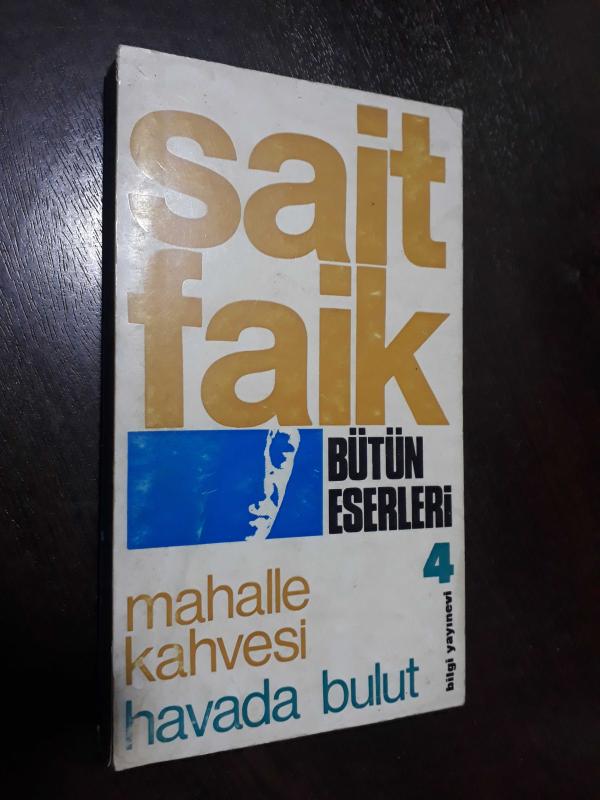 sait
faik
BÜTÜN
ESERLERİ
4
mahalle
kahvesi
havada bulut
bilgi yayınevi